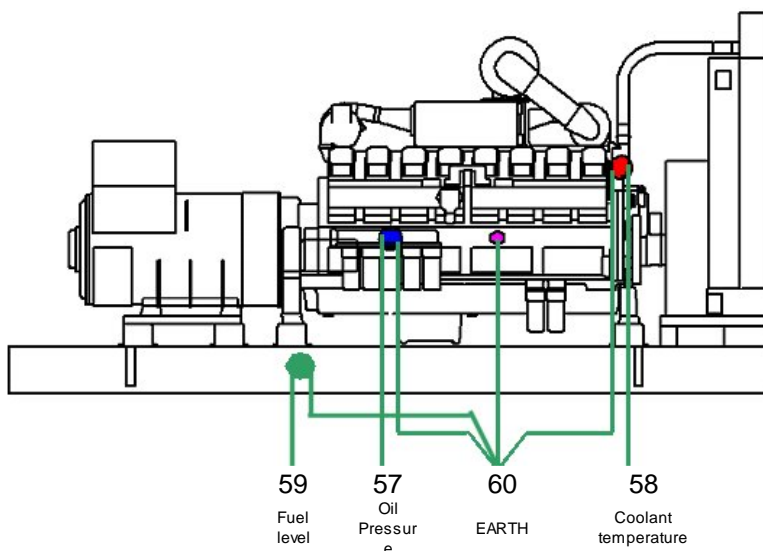 59
Fuel
level
57
Oil
Pressur
e
60
EARTH
58
Coolant
temperature